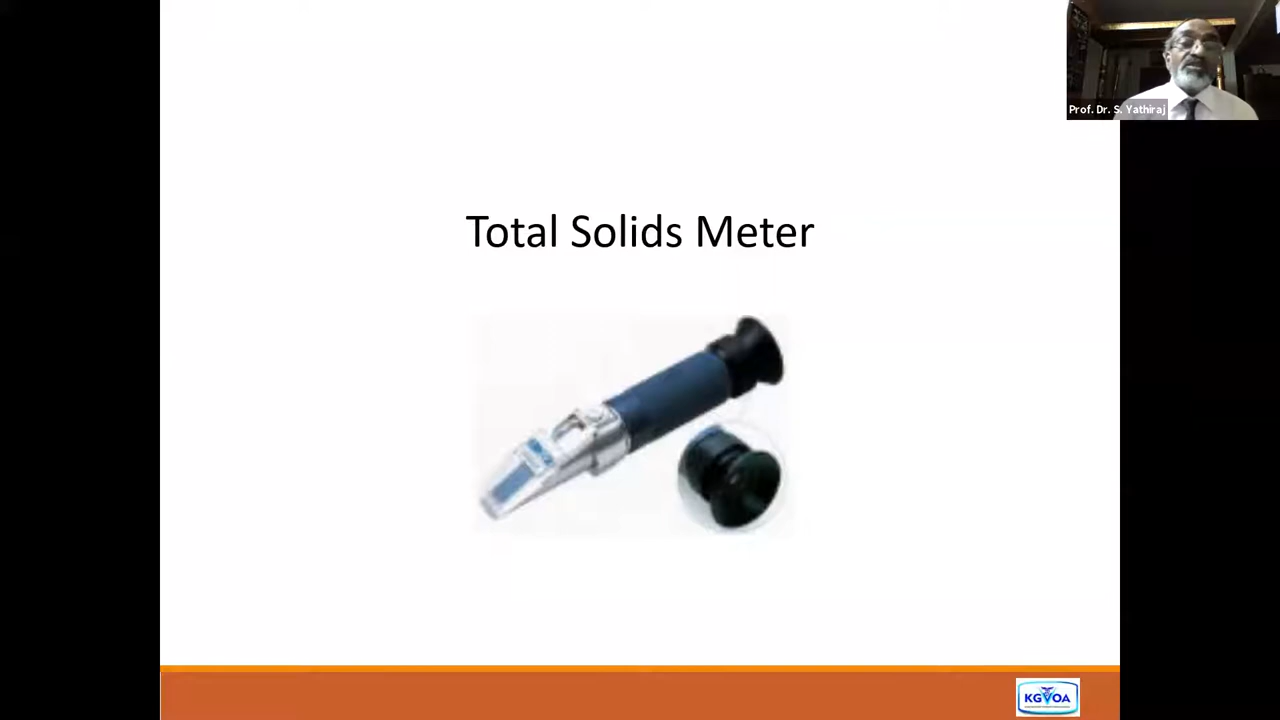 Prof. Dr. S. Yathiraj
Total Solids Meter
KGVOA